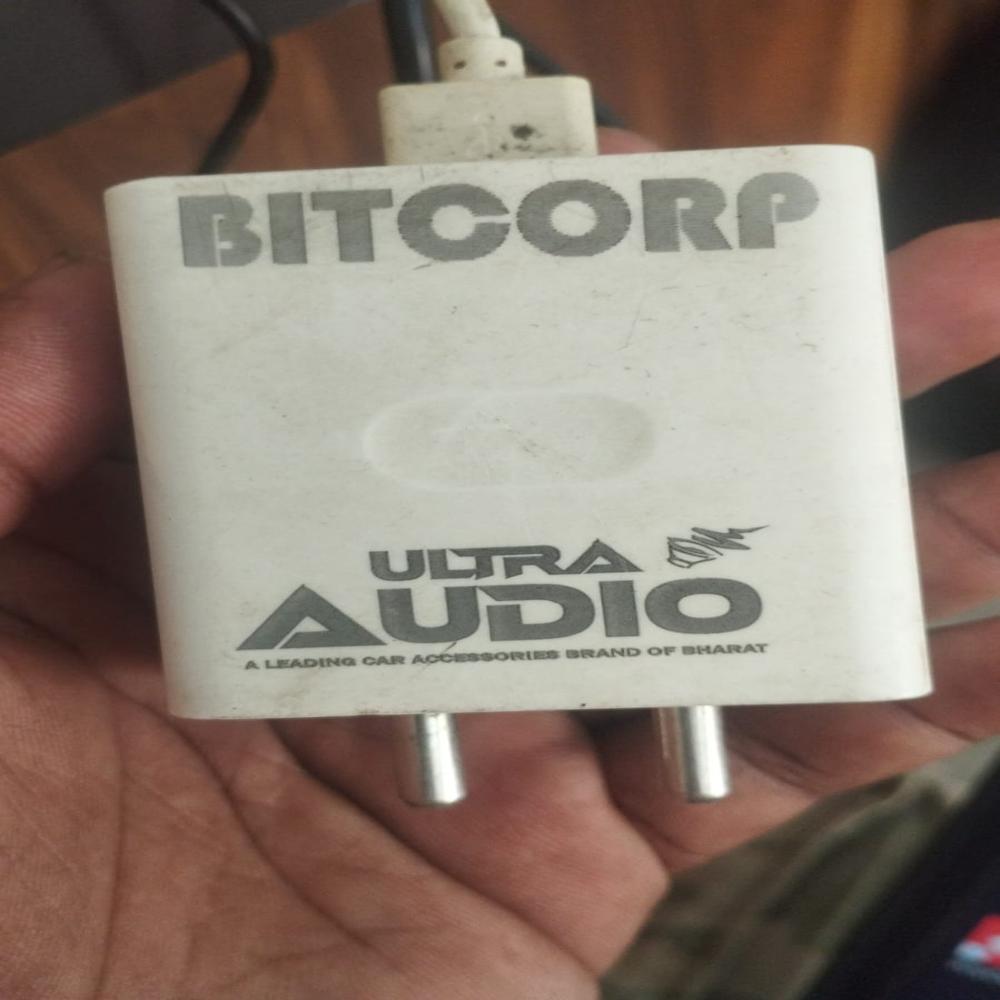 BITCORP
ULTRA
AUDIO
A LEADING CAR ACCESSORIES BRAND OF BHARAT